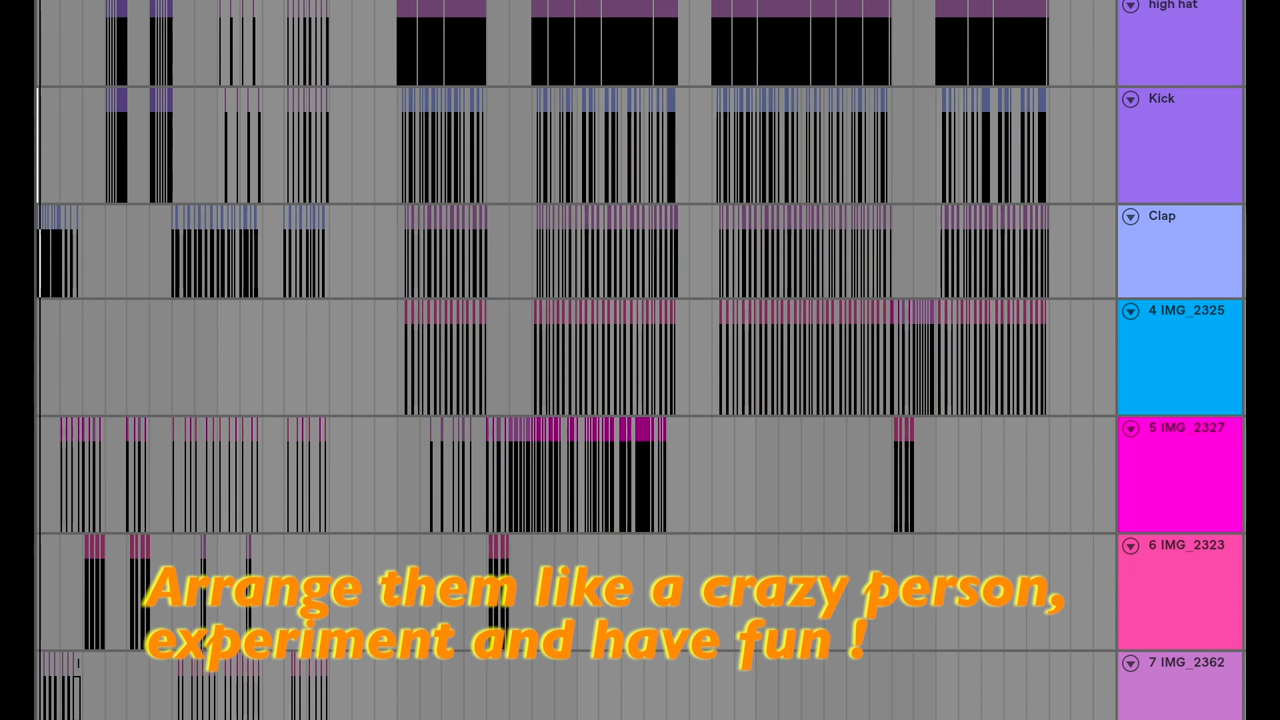 high hat
Kick
Clap
4 IMG_2325
5 IMG_2327
6 IMG_2323
Arrange them like a crazy person,
experiment and have fun !
7 IMG_2362